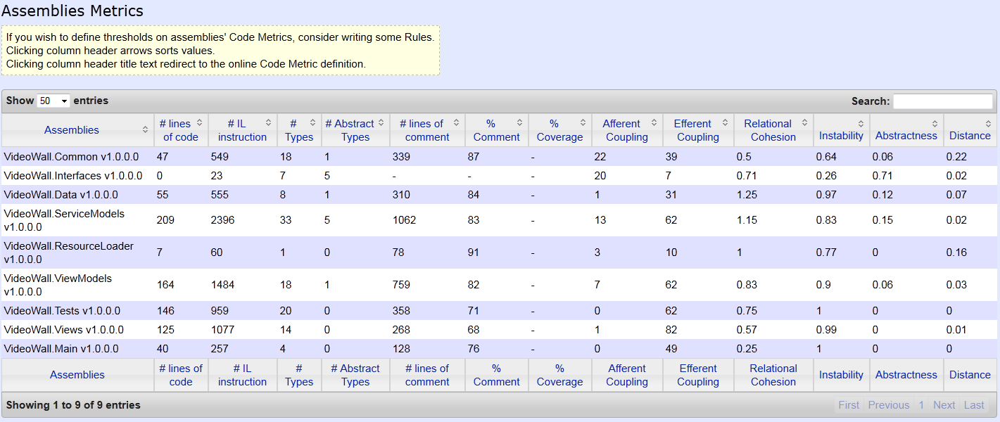 Assemblies Metrics
If you wish to define thresholds on assemblies' Code Metrics, consider writing some Rules.
Clicking column header arrows sorts values.
Clicking column header title text redirect to the online Code Metric definition.
Show 50 entries Search:
Assemblies # lines of code # IL instruction # Types # Abstract Types # lines of comment % Comment % Coverage Afferent Coupling Efferent Coupling Relational Cohesion Instability Abstractness Distance
VideoWall.Common v1.0.0.0 47 549 18 1 339 87 - 22 39 0.5 0.64 0.06 0.22
VideoWall.Interfaces v1.0.0.0 0 23 7 5 - - - 20 7 0.71 0.26 0.71 0.02
VideoWall.Data v1.0.0.0 55 555 8 1 310 84 - 1 31 1.25 0.97 0.12 0.07
VideoWall.ServiceModels v1.0.0.0 209 2396 33 5 1062 83 - 13 62 1.15 0.83 0.15 0.02
VideoWall.ResourceLoader v1.0.0.0 7 60 1 0 78 91 - 3 10 1 0.77 0 0.16
VideoWall.ViewModels v1.0.0.0 164 1484 18 1 759 82 - 7 62 0.83 0.9 0.06 0.03
VideoWall.Tests v1.0.0.0 146 959 20 0 358 71 - 0 62 0.75 1 0 0
VideoWall.Views v1.0.0.0 125 1077 14 0 268 68 - 1 82 0.57 0.99 0 0.01
VideoWall.Main v1.0.0.0 40 257 4 0 128 76 - 0 49 0.25 1 0 0
Assemblies # lines of code # IL instruction # Types # Abstract Types # lines of comment % Comment % Coverage Afferent Coupling Efferent Coupling Relational Cohesion Instability Abstractness Distance
Showing 1 to 9 of 9 entries First Previous 1 Next Last